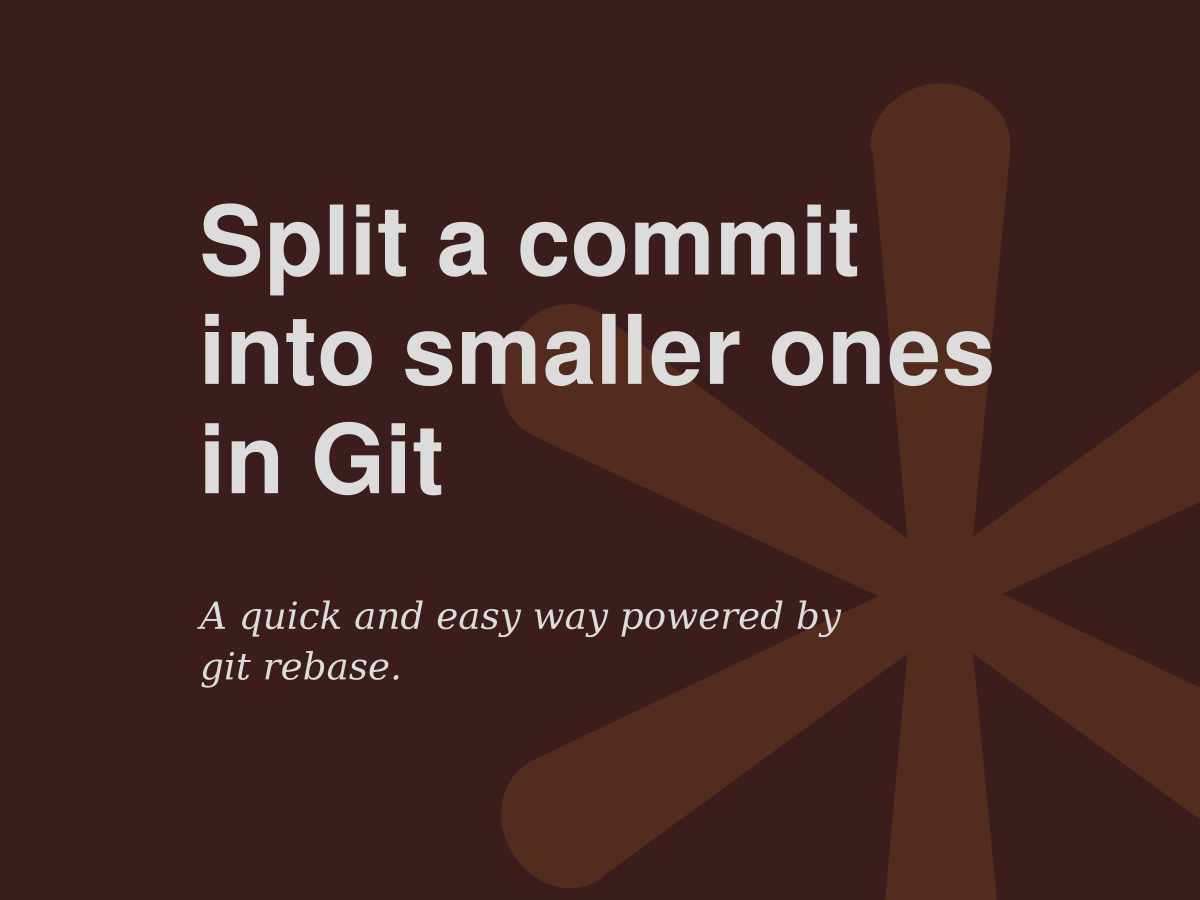 Split a commit
into smaller ones
in Git
A quick and easy way powered by
git rebase.